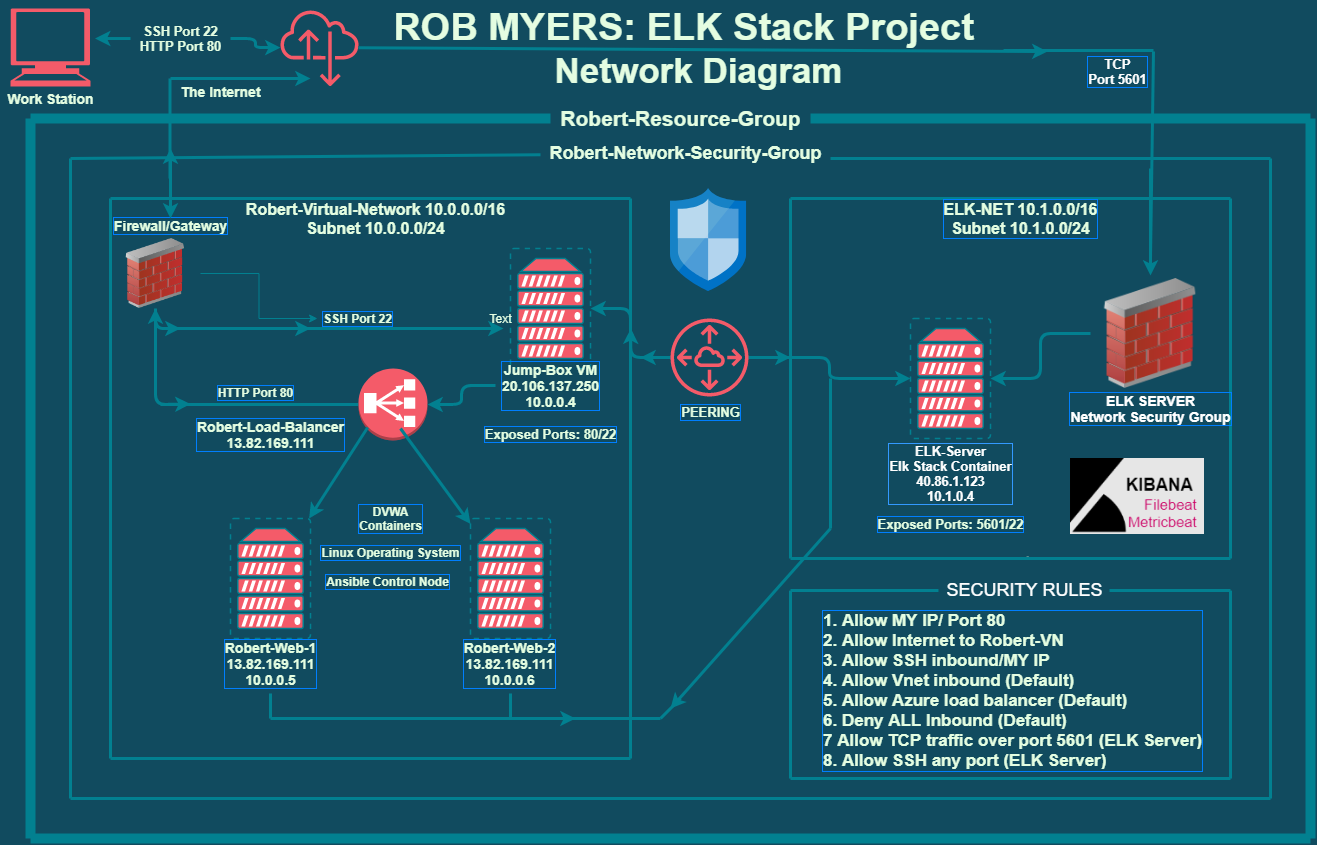 ROB MYERS: ELK Stack Project
Network Diagram
SSH Port 22
HTTP Port 80
Work Station
The Internet
TCP
Port 5601
Robert-Resource-Group
Robert-Network-Security-Group
Robert-Virtual-Network 10.0.0.0/16
Subnet 10.0.0.0/24
Firewall/Gateway
SSH Port 22
Text
Jump-Box VM
20.106.137.250
10.0.0.4
Exposed Ports: 80/22
HTTP Port 80
Robert-Load-Balancer
13.82.169.111
DVWA
Containers
Linux Operating System
Ansible Control Node
Robert-Web-1
13.82.169.111
10.0.0.5
Robert-Web-2
13.82.169.111
10.0.0.6
PEERING
ELK-NET 10.1.0.0/16
Subnet 10.1.0.0/24
ELK SERVER
Network Security Group
ELK-Server
Elk Stack Container
40.86.1.123
10.1.0.4
Exposed Ports: 5601/22
KIBANA
Filebeat
Metricbeat
SECURITY RULES
1. Allow MY IP/ Port 80
2. Allow Internet to Robert-VN
3. Allow SSH inbound/MY IP
4. Allow Vnet inbound (Default)
5. Allow Azure load balancer (Default)
6. Deny ALL Inbound (Default)
7 Allow TCP traffic over port 5601 (ELK Server)
8. Allow SSH any port (ELK Server)